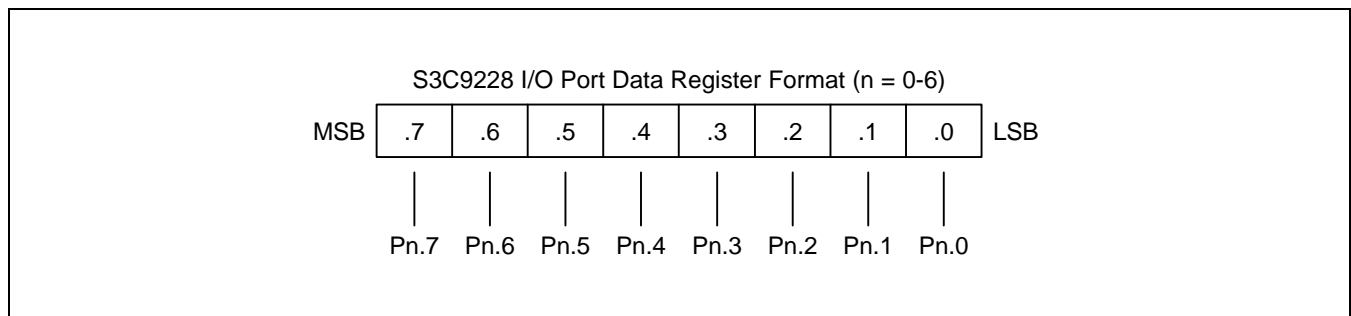 S3C9228 I/O Port Data Register Format (n = 0-6)
MSB .7 .6 .5 .4 .3 .2 .1 .0 LSB
Pn.7 Pn.6 Pn.5 Pn.4 Pn.3 Pn.2 Pn.1 Pn.0